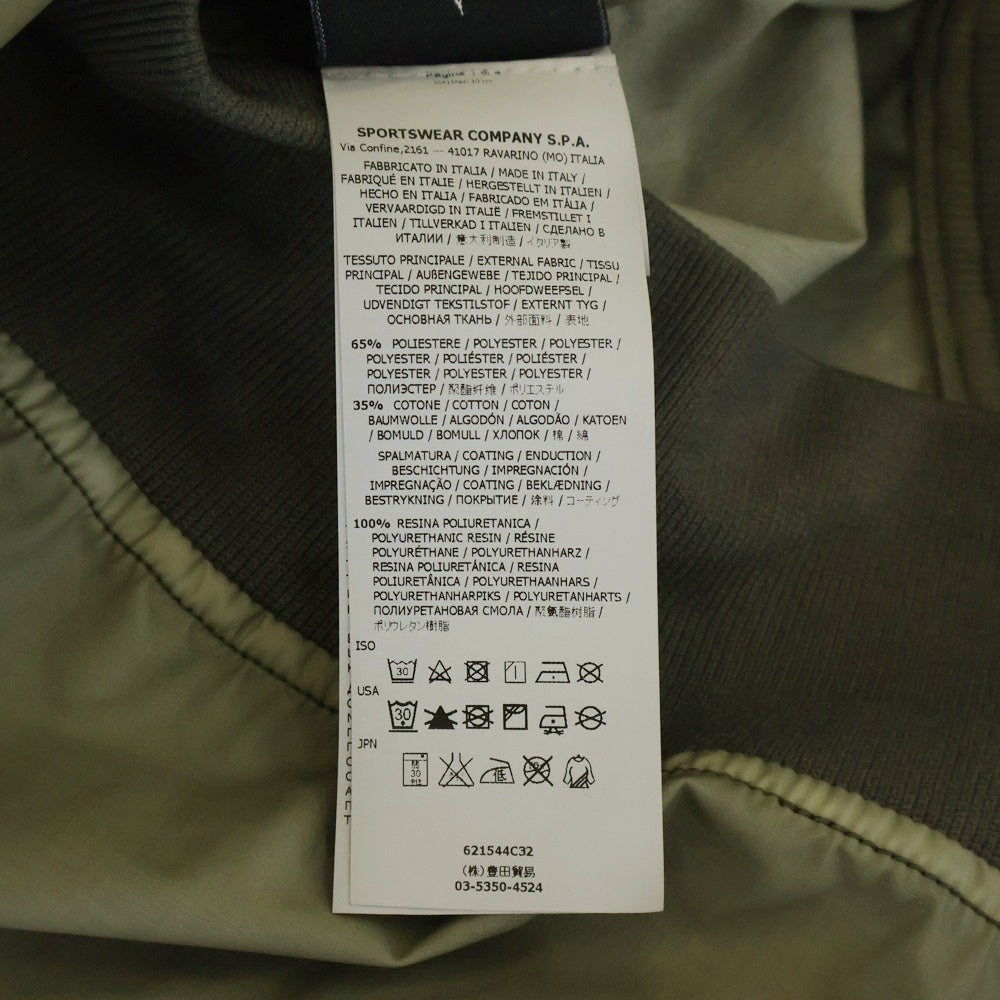 Pagina 1 di 4
SPORTSWEAR COMPANY S.P.A.
Via Confine,2161 -- 41017 RAVARINO (MO) ITALIA
FABBRICATO IN ITALIA / MADE IN ITALY /
FABRIQUÉ EN ITALIE / HERGESTELLT IN ITALIEN /
HECHO EN ITALIA / FABRICADO EM ITÁLIA /
VERVAARDIGD IN ITALIË / FREMSTILLET I
ITALIEN / TILLVERKAD I ITALIEN / СДЕЛАНО В
ИТАЛИИ / 意大利制造 / イタリア製
TESSUTO PRINCIPALE / EXTERNAL FABRIC / TISSU
PRINCIPAL / AUßENGEWEBE / TEJIDO PRINCIPAL /
TECIDO PRINCIPAL / HOOFDWEEFSEL /
UDVENDIGT TEKSTILSTOF / EXTERNT TYG /
ОСНОВНАЯ ТКАНЬ / 外部面料 / 表地
65% POLIESTERE / POLYESTER / POLYESTER /
POLYESTER / POLIÉSTER / POLIÉSTER /
POLYESTER / POLYESTER / POLYESTER /
ПОЛИЭСТЕР / 聚酯纤维 / ポリエステル
35% COTONE / COTTON / COTON /
BAUMWOLLE / ALGODÓN / ALGODÃO / KATOEN
/ BOMULD / BOMULL / ХЛОПОК / 棉 / 綿
SPALMATURA / COATING / ENDUCTION /
BESCHICHTUNG / IMPREGNACIÓN /
IMPREGNAÇÃO / COATING / BEKLÆDNING /
BESTRYKNING / ПОКРЫТИЕ / 涂料 / コーティング
100% RESINA POLIURETANICA /
POLYURETHANIC RESIN / RÉSINE
POLYURÉTHANE / POLYURETHANHARZ /
RESINA POLIURETÂNICA / RESINA
POLIURETÂNICA / POLYURETHAANHARS /
POLYURETHANHARPIKS / POLYURETANHARTS /
ПОЛИУРЕТАНОВАЯ СМОЛА / 聚氨酯树脂 /
ポリウレタン樹脂
ISO
30
USA
30
JPN
30
低
621544C32
(株)豊田貿易
03-5350-4524